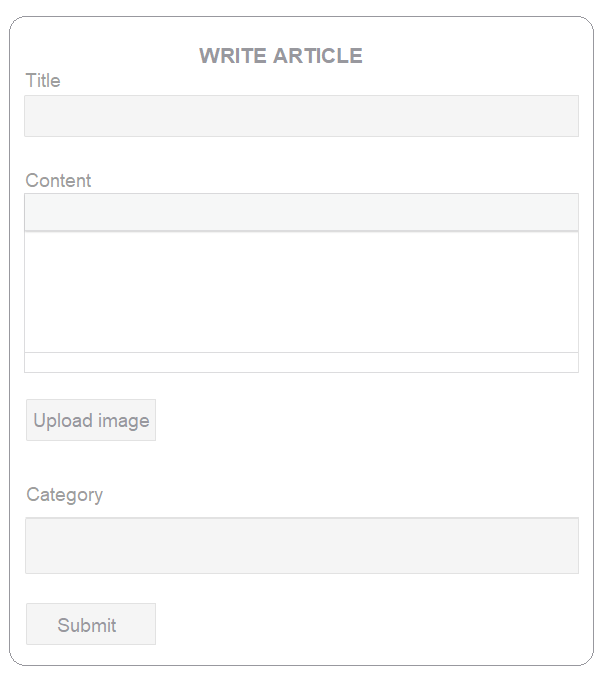 WRITE ARTICLE
Title
Content
Upload image
Category
Submit